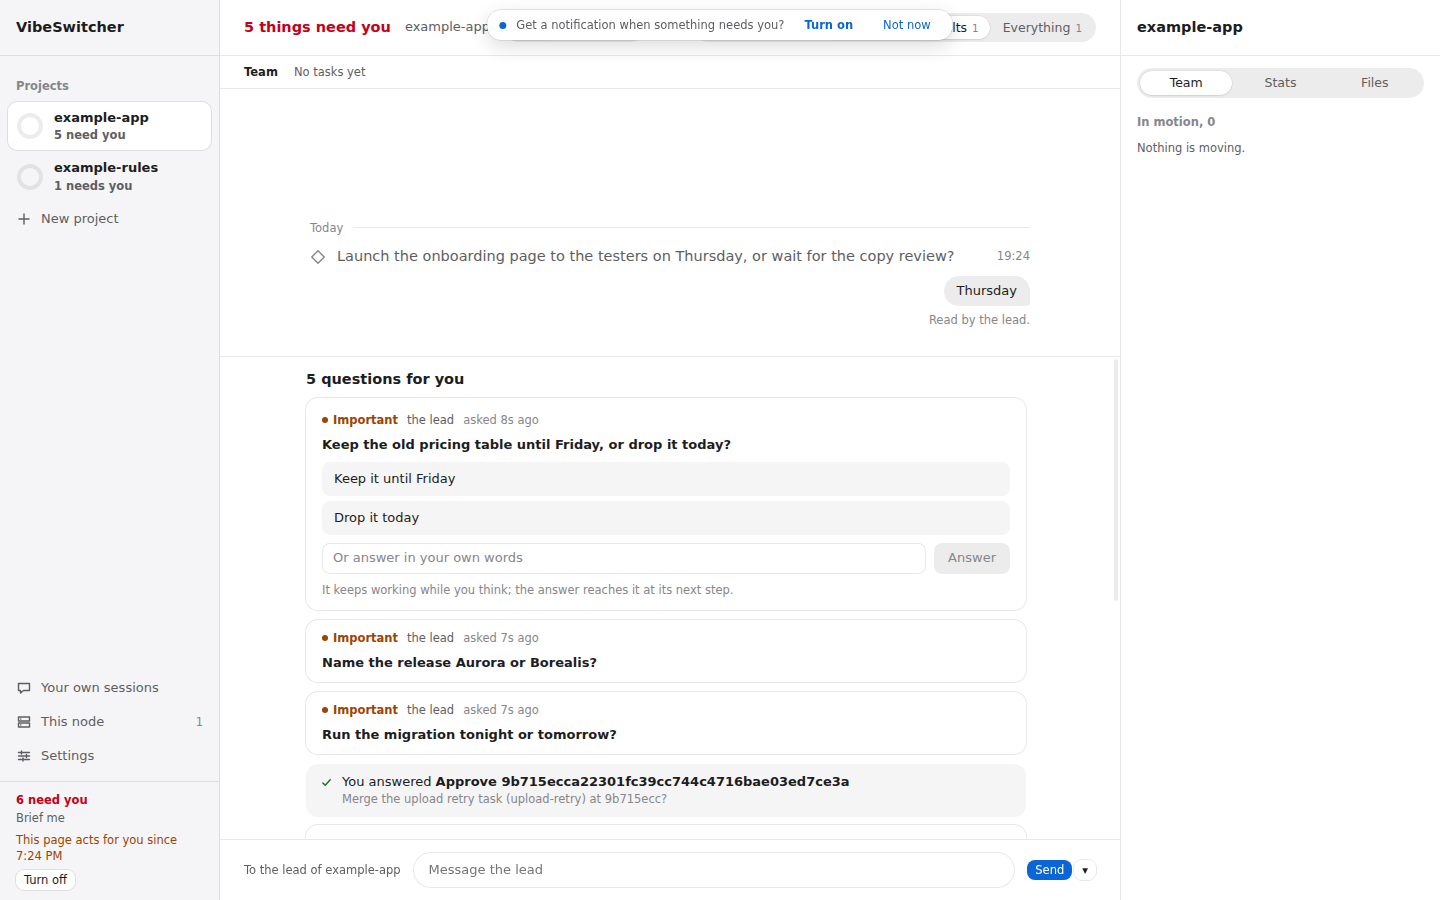 VibeSwitcher
Projects
example-app
5 need you
example-rules
1 needs you
New project
Your own sessions
This node 1
Settings
6 need you
Brief me
This page acts for you since
7:24 PM
Turn off
5 things need you example-app
Get a notification when something needs you? Turn on Not now
1 Everything 1
Team No tasks yet
Today
Launch the onboarding page to the testers on Thursday, or wait for the copy review? 19:24
Thursday
Read by the lead.
5 questions for you
Important the lead asked 8s ago
Keep the old pricing table until Friday, or drop it today?
Keep it until Friday
Drop it today
Or answer in your own words Answer
It keeps working while you think; the answer reaches it at its next step.
Important the lead asked 7s ago
Name the release Aurora or Borealis?
Important the lead asked 7s ago
Run the migration tonight or tomorrow?
You answered Approve 9b715ecca22301fc39cc744c4716bae03ed7ce3a
Merge the upload retry task (upload-retry) at 9b715ecc?
To the lead of example-app Message the lead Send
example-app
Team Stats Files
In motion, 0
Nothing is moving.